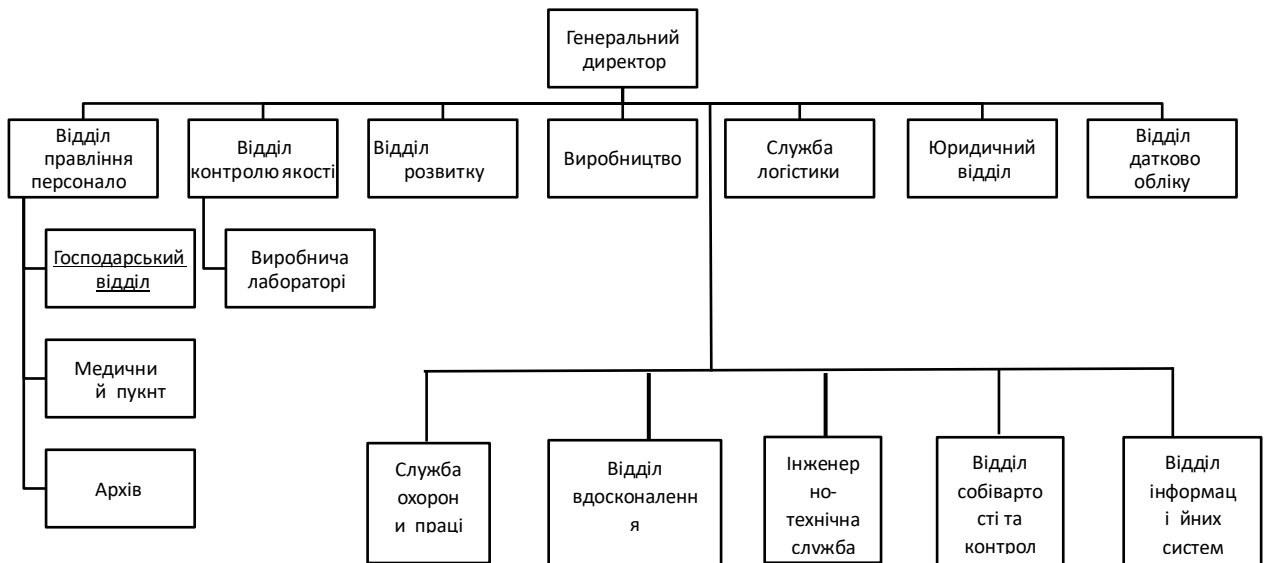 Генеральний
директор
Відділ
правління
персонало
Відділ
контролю якості
Відділ
розвитку
Виробництво
Служба
логістики
Юридичний
відділ
Відділ
датково
обліку
Господарський
відділ
Виробнича
лабораторі
Медични
й пукнт
Архів
Служба
охорон
и праці
Відділ
вдосконаленн
я
Інженер
но-
технічна
служба
Відділ
собіварто
сті та
контрол
Відділ
інформац
і йних
систем